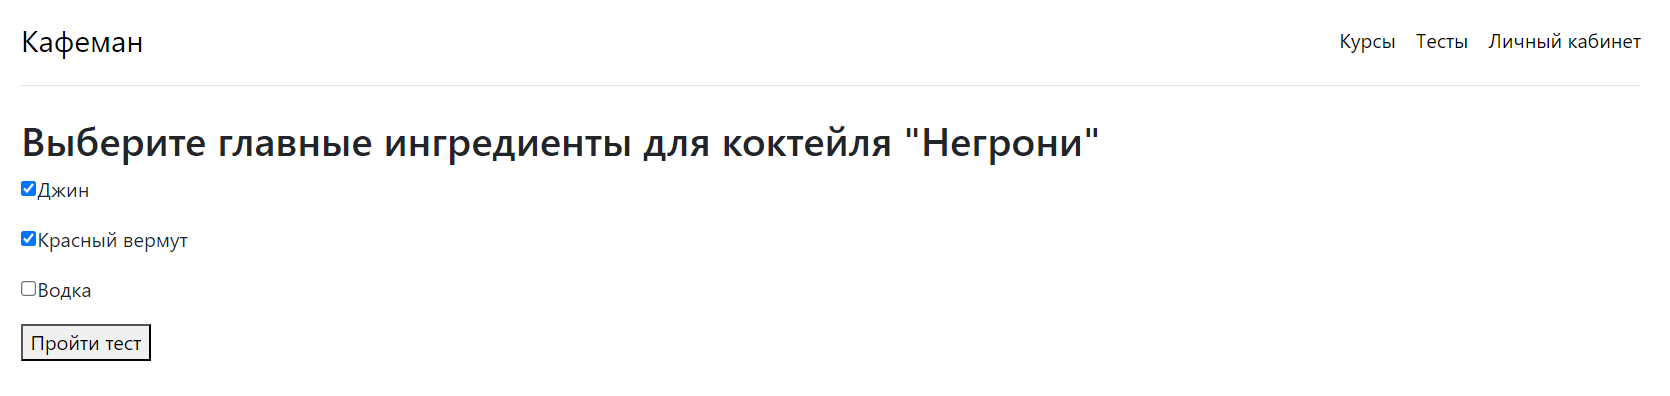 Кафеман
Курсы Тесты Личный кабинет
Выберите главные ингредиенты для коктейля "Негрони"
Джин
Красный вермут
Водка
Пройти тест